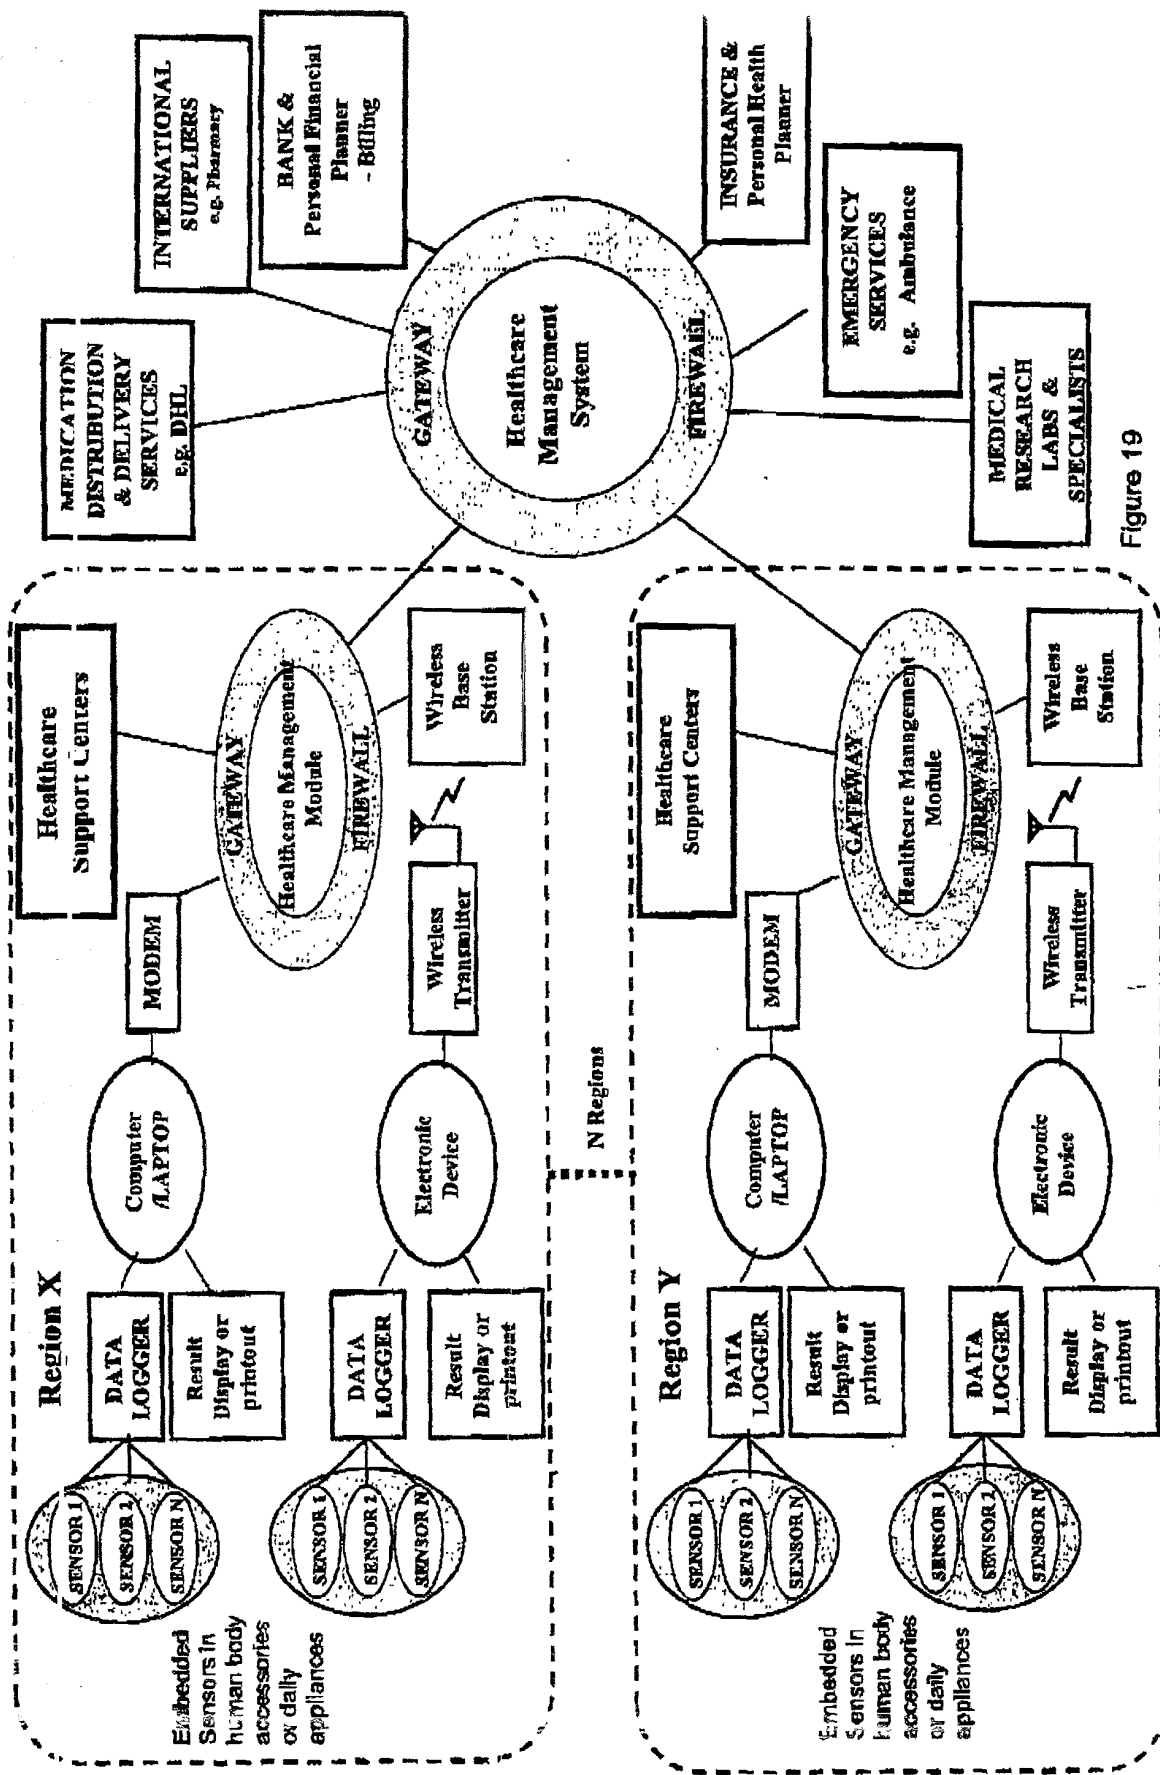 Region X
Embedded
Sensors in
human body
accessories
or daily
appliances
SENSOR 1
SENSOR 2
SENSOR N
SENSOR 1
SENSOR 2
SENSOR N
DATA
LOGGER
Result
Display or
printout
DATA
LOGGER
Result
Display or
printout
Computer
/LAPTOP
Electronic
Device
MODEM
Wireless
Transmitter
Healthcare
Support Centers
GATEWAY
Healthcare Management
Module
FIREWALL
Wireless
Base
Station
N Regions
Region Y
Embedded
Sensors in
human body
accessories
or daily
appliances
SENSOR 1
SENSOR 2
SENSOR N
SENSOR 1
SENSOR 2
SENSOR N
DATA
LOGGER
Result
Display or
printout
DATA
LOGGER
Result
Display or
printout
Computer
/LAPTOP
Electronic
Device
MODEM
Wireless
Transmitter
Healthcare
Support Centers
GATEWAY
Healthcare Management
Module
FIREWALL
Wireless
Base
Station
MEDICATION
DISTRIBUTION
& DELIVERY
SERVICES
e.g. DHL
INTERNATIONAL
SUPPLIERS
e.g. Pharmacy
BANK &
Personal Financial
Planner
- Billing
GATEWAY
Healthcare
Management
System
FIREWALL
INSURANCE &
Personal Health
Planner
EMERGENCY
SERVICES
e.g. Ambulance
MEDICAL
RESEARCH
LABS &
SPECIALISTS
Figure 19